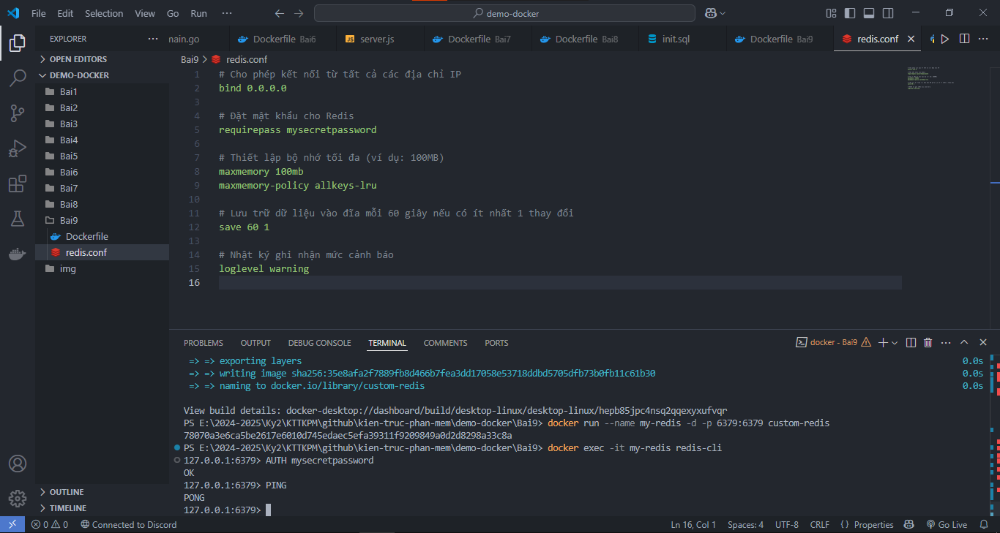 File Edit Selection View Go Run ··· demo-docker
EXPLORER ··· nain.go Dockerfile Bai6 JS server.js Dockerfile Bai7 Dockerfile Bai8 init.sql Dockerfile Bai9 redis.conf
OPEN EDITORS
DEMO-DOCKER
Bai1
Bai2
Bai3
Bai4
Bai5
Bai6
Bai7
Bai8
Bai9
Dockerfile
redis.conf
img
OUTLINE
TIMELINE
Bai9 > redis.conf
1 # Cho phép kết nối từ tất cả các địa chỉ IP
2 bind 0.0.0.0
3
4 # Đặt mật khẩu cho Redis
5 requirepass mysecretpassword
6
7 # Thiết lập bộ nhớ tối đa (ví dụ: 100MB)
8 maxmemory 100mb
9 maxmemory-policy allkeys-lru
10
11 # Lưu trữ dữ liệu vào đĩa mỗi 60 giây nếu có ít nhất 1 thay đổi
12 save 60 1
13
14 # Nhật ký ghi nhận mức cảnh báo
15 loglevel warning
16
PROBLEMS OUTPUT DEBUG CONSOLE TERMINAL COMMENTS PORTS docker - Bai9
=> => exporting layers 0.0s
=> => writing image sha256:35e8afa2f7889fb8d466b7fea3dd17058e53718ddbd5705dfb73b0fb11c61b30 0.0s
=> => naming to docker.io/library/custom-redis 0.0s
View build details: docker-desktop://dashboard/build/desktop-linux/desktop-linux/hepb85jpc4nsq2qqexyxufvqr
PS E:\2024-2025\Ky2\KTTKPM\github\kien-truc-phan-mem\demo-docker\Bai9> docker run --name my-redis -d -p 6379:6379 custom-redis
78070a3e6ca5be2617e6010d745edaec5efa39311f9209849a0d2d8298a33c8a
PS E:\2024-2025\Ky2\KTTKPM\github\kien-truc-phan-mem\demo-docker\Bai9> docker exec -it my-redis redis-cli
127.0.0.1:6379> AUTH mysecretpassword
OK
127.0.0.1:6379> PING
PONG
127.0.0.1:6379>
0 0 Connected to Discord Ln 16, Col 1 Spaces: 4 UTF-8 CRLF {} Properties Go Live